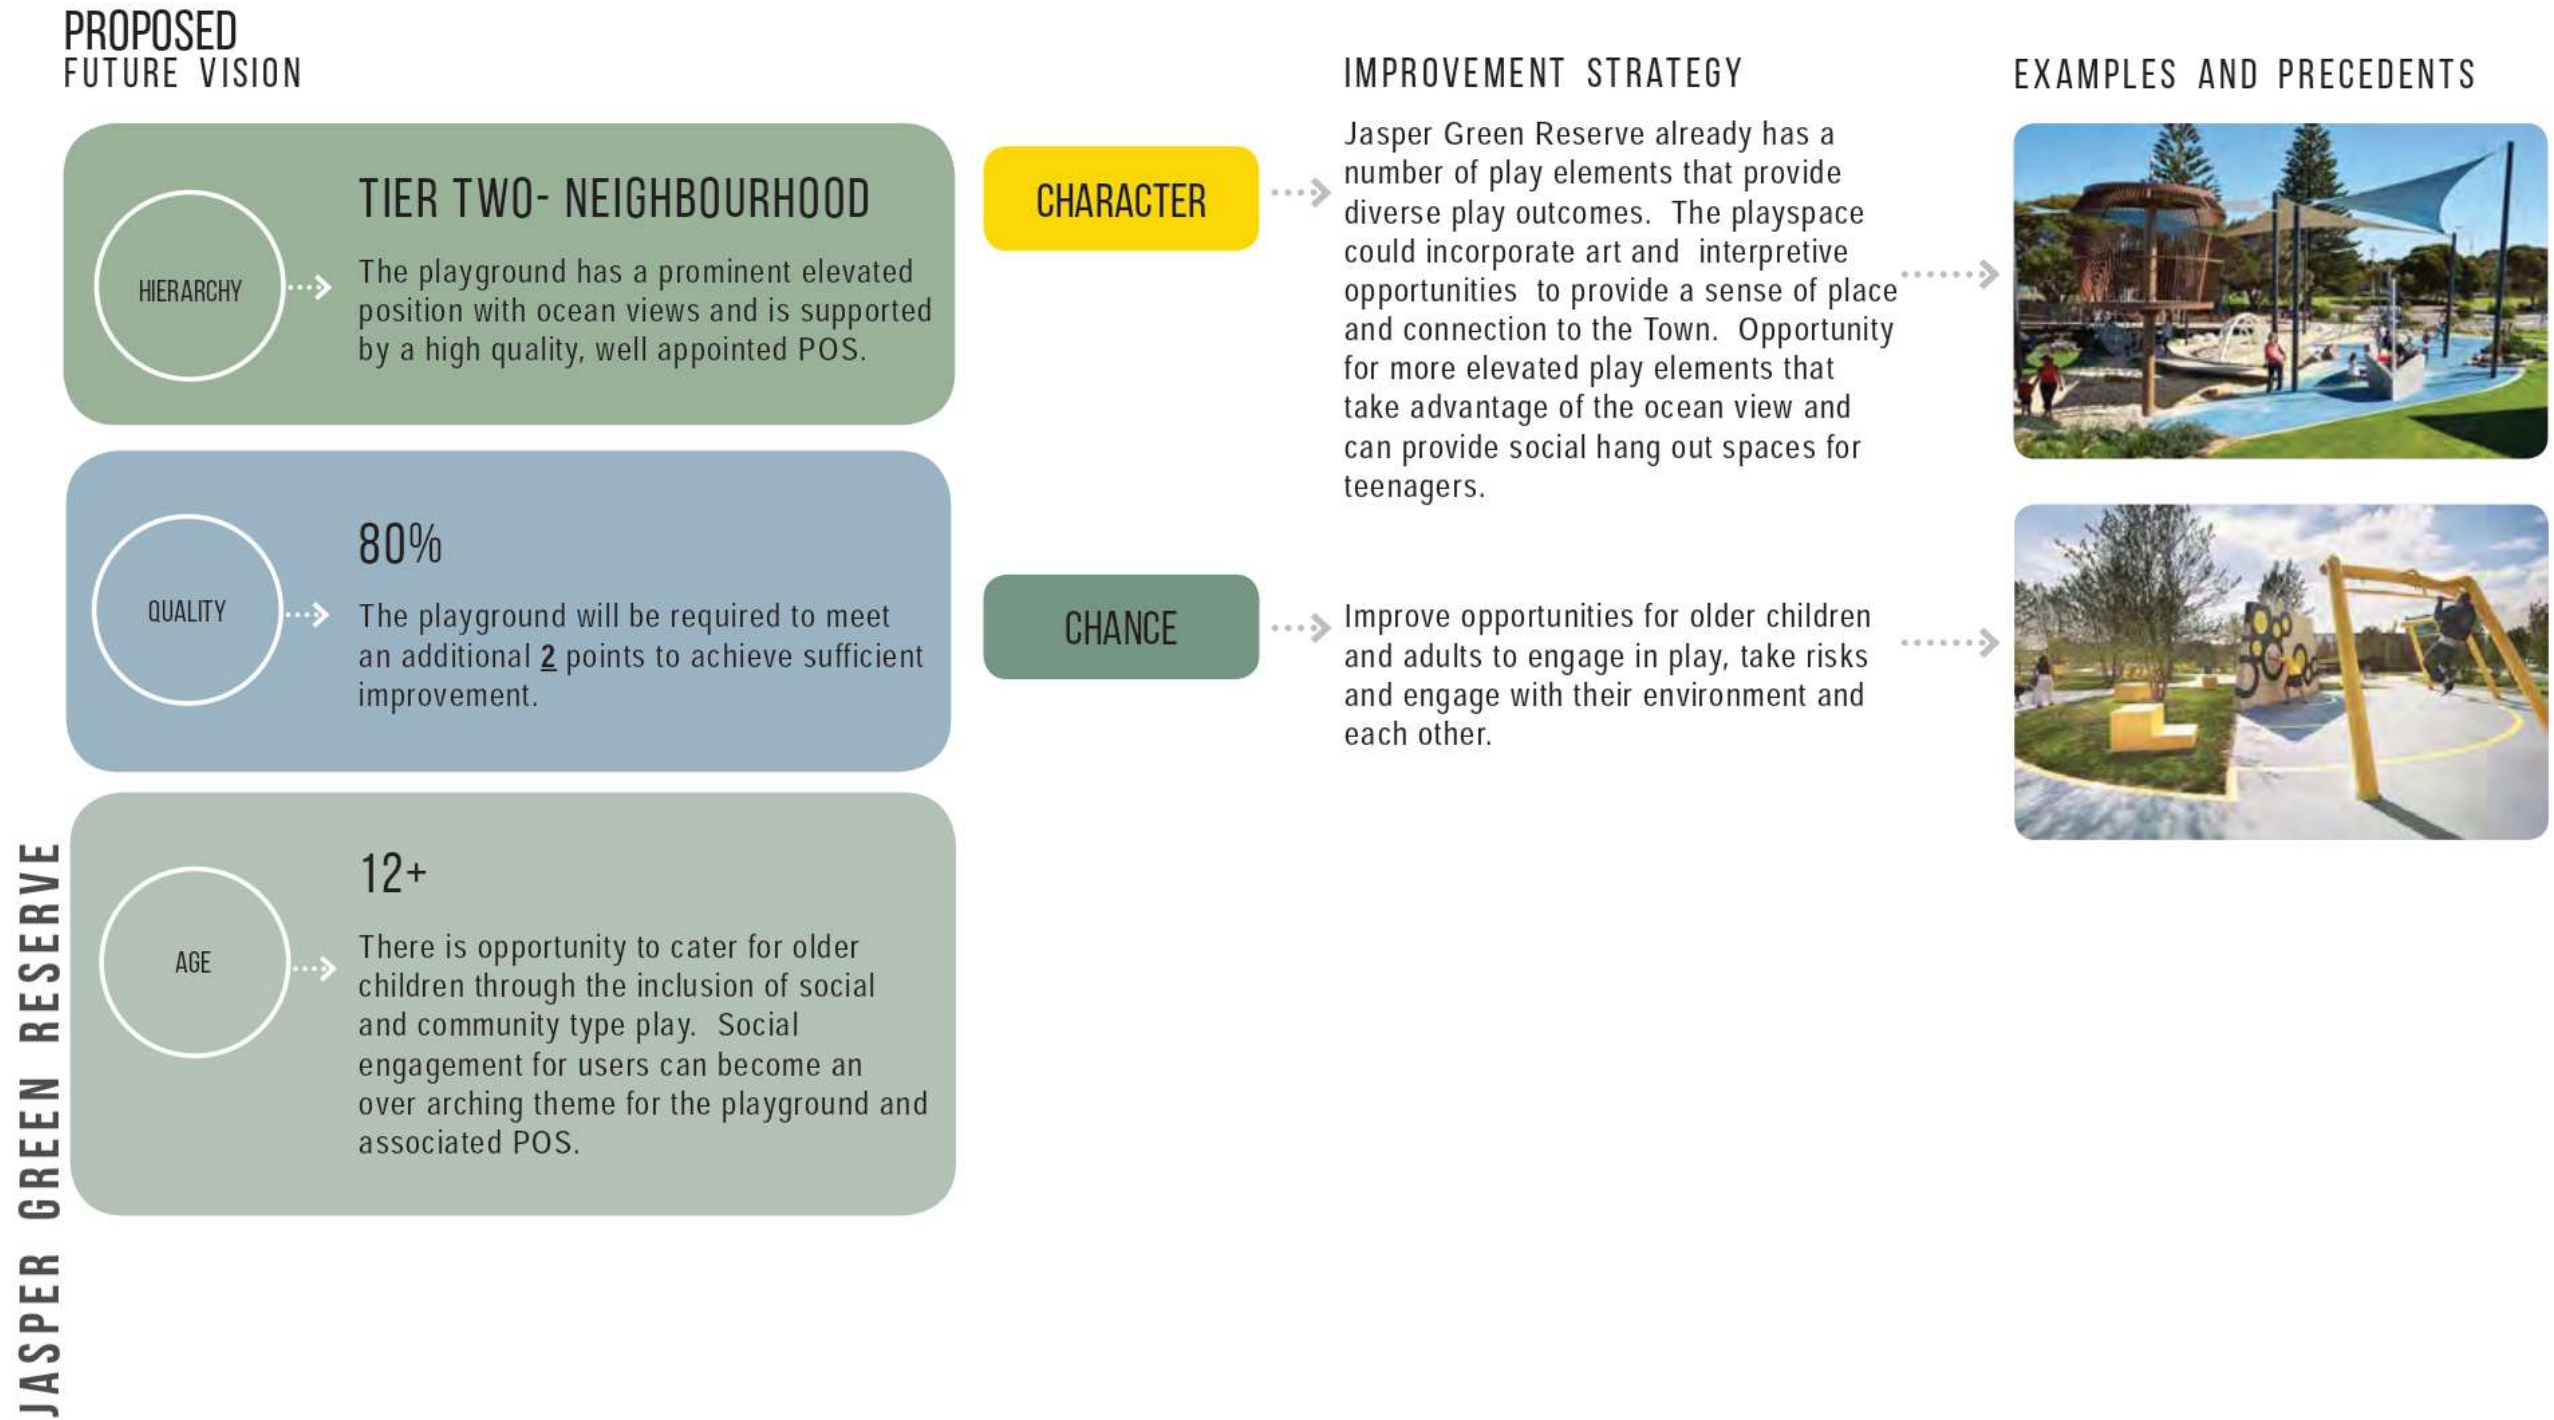 PROPOSED
FUTURE VISION
HIERARCHY
TIER TWO- NEIGHBOURHOOD
The playground has a prominent elevated
position with ocean views and is supported
by a high quality, well appointed POS.
QUALITY
80%
The playground will be required to meet
an additional 2 points to achieve sufficient
improvement.
AGE
12+
There is opportunity to cater for older
children through the inclusion of social
and community type play. Social
engagement for users can become an
over arching theme for the playground and
associated POS.
JASPER GREEN RESERVE
IMPROVEMENT STRATEGY
CHARACTER
Jasper Green Reserve already has a
number of play elements that provide
diverse play outcomes. The playspace
could incorporate art and interpretive
opportunities to provide a sense of place
and connection to the Town. Opportunity
for more elevated play elements that
take advantage of the ocean view and
can provide social hang out spaces for
teenagers.
CHANCE
Improve opportunities for older children
and adults to engage in play, take risks
and engage with their environment and
each other.
EXAMPLES AND PRECEDENTS